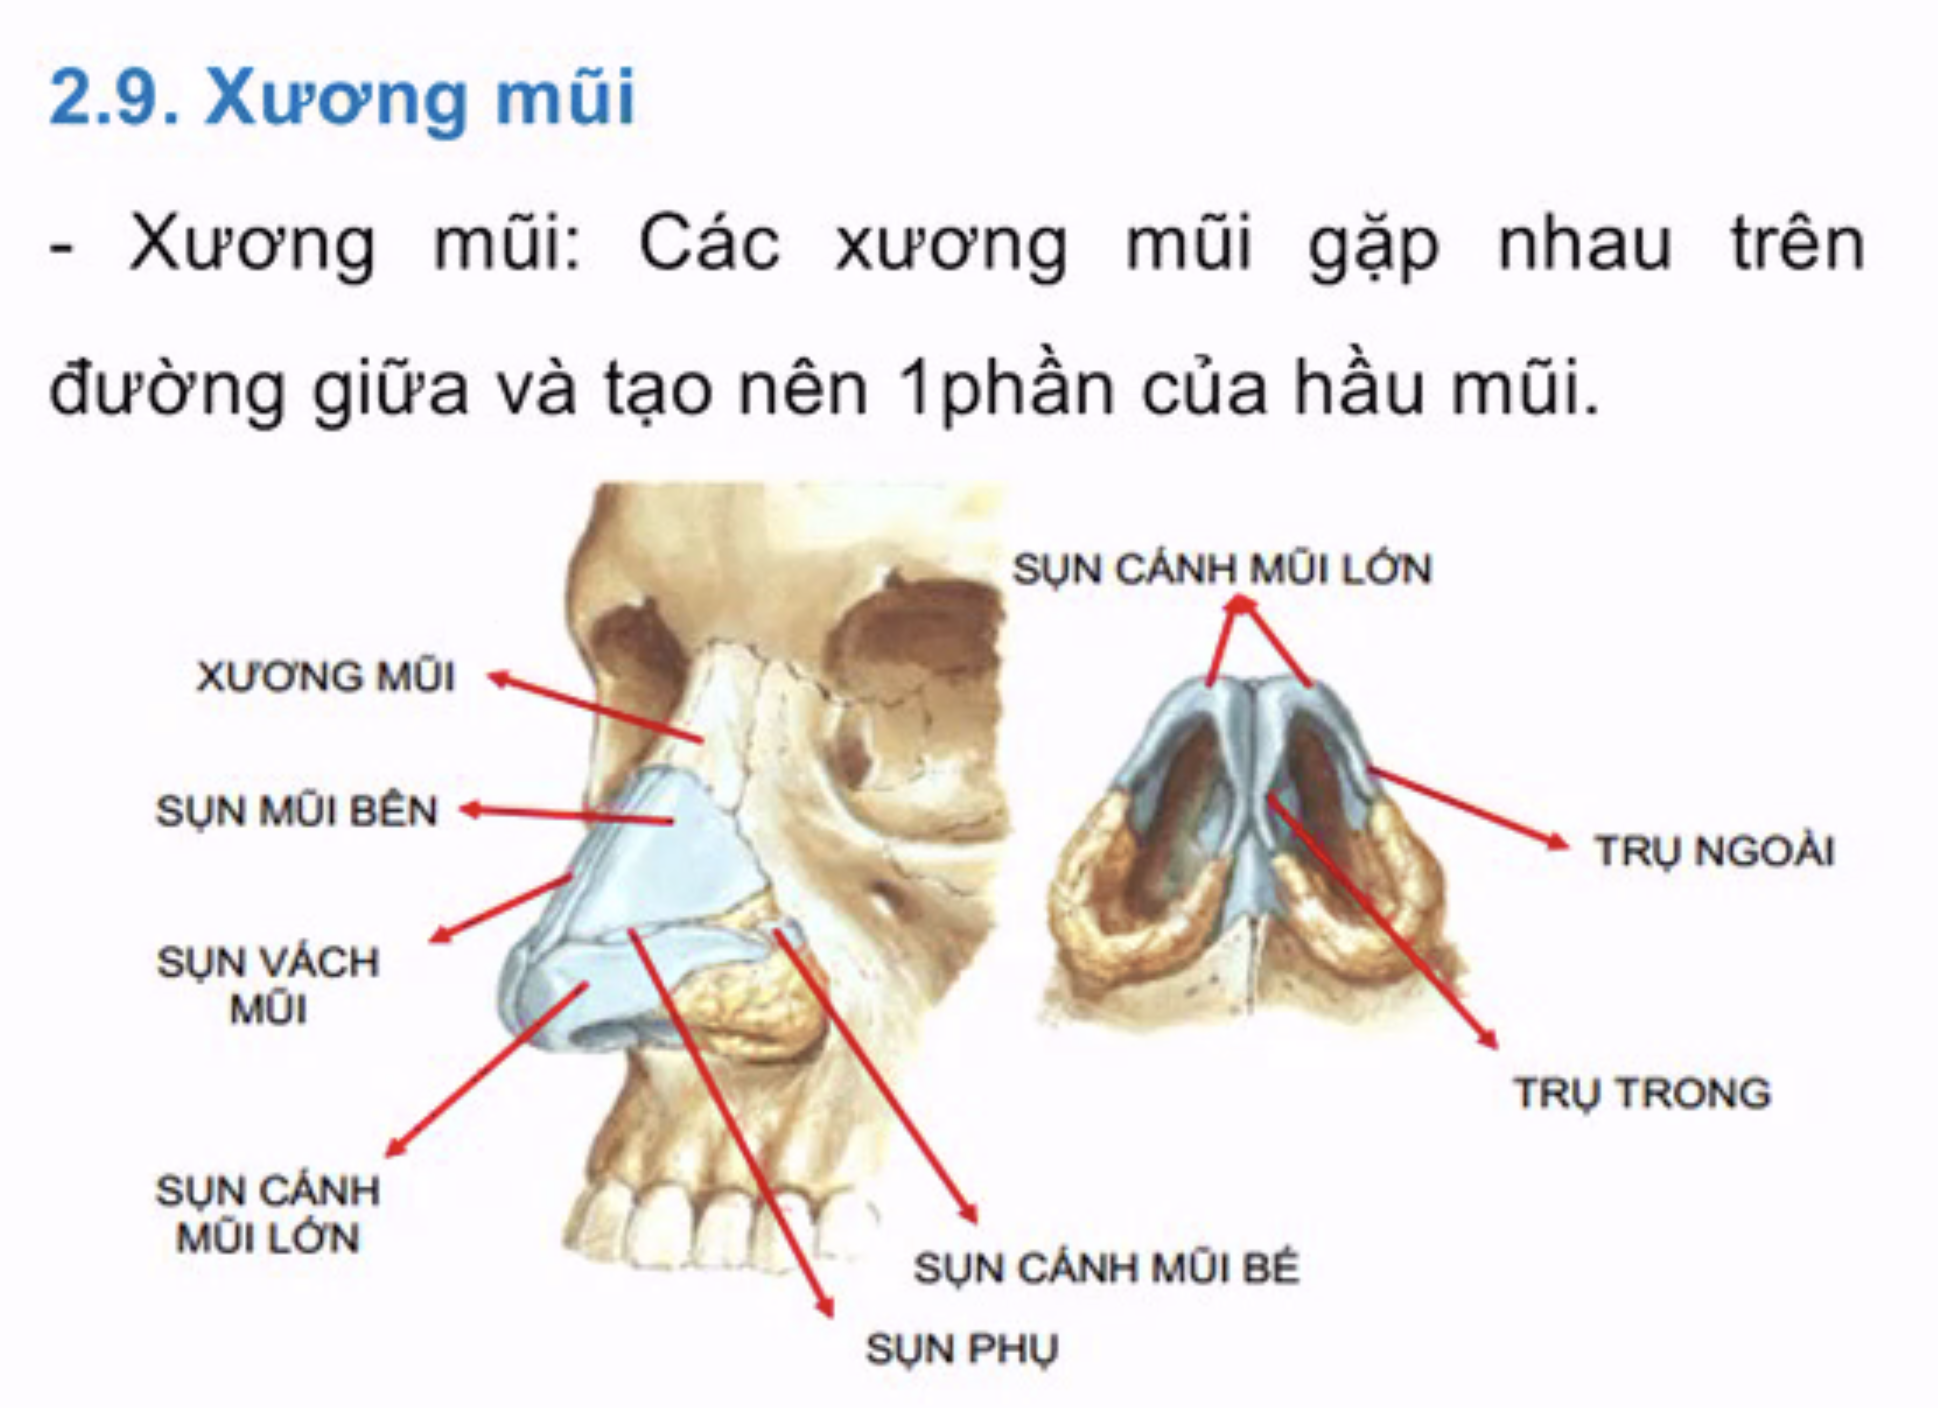 2.9. Xương mũi
- Xương mũi: Các xương mũi gặp nhau trên
đường giữa và tạo nên 1phần của hầu mũi.
SỤN CÁNH MŨI LỚN
XƯƠNG MŨI
SỤN MŨI BÊN
TRỤ NGOÀI
SỤN VÁCH
MŨI
TRỤ TRONG
SỤN CÁNH
MŨI LỚN
SỤN CÁNH MŨI BÉ
SỤN PHỤ